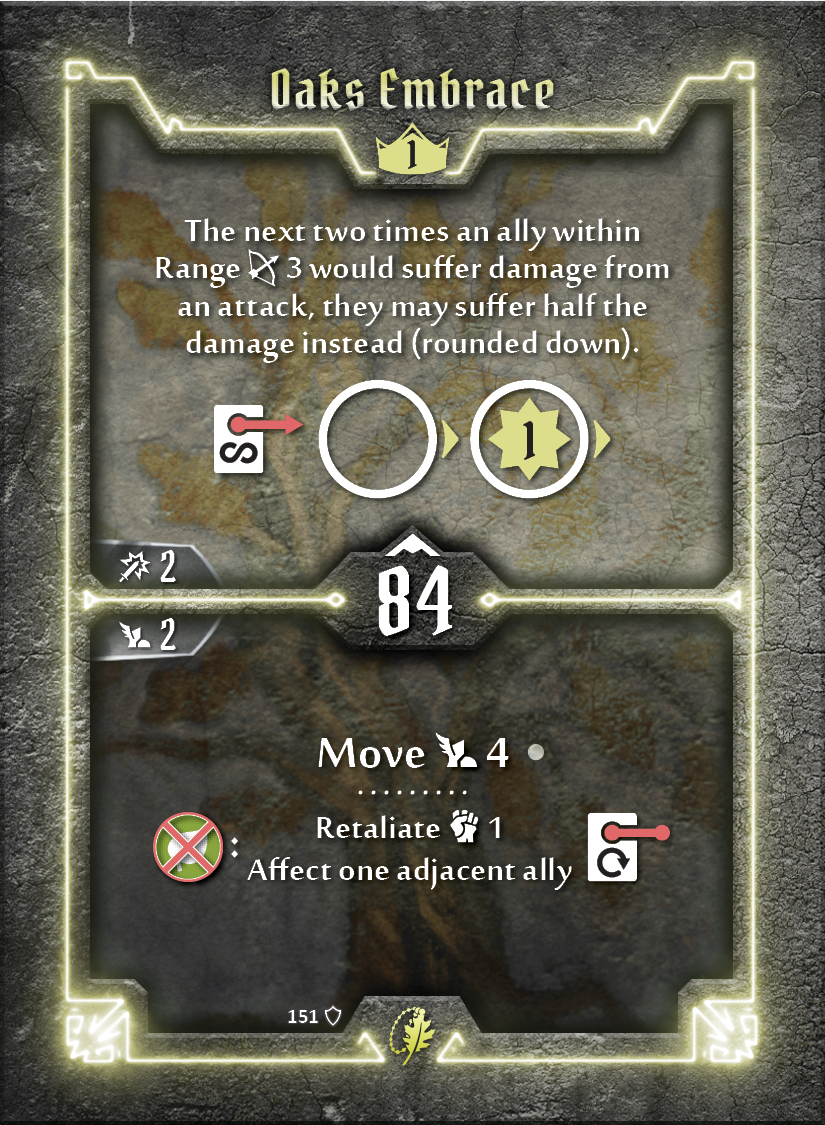 Oaks Embrace
1
The next two times an ally within
Range 3 would suffer damage from
an attack, they may suffer half the
damage instead (rounded down).
1
2
84
2
Move 4
Retaliate 1
Affect one adjacent ally
151